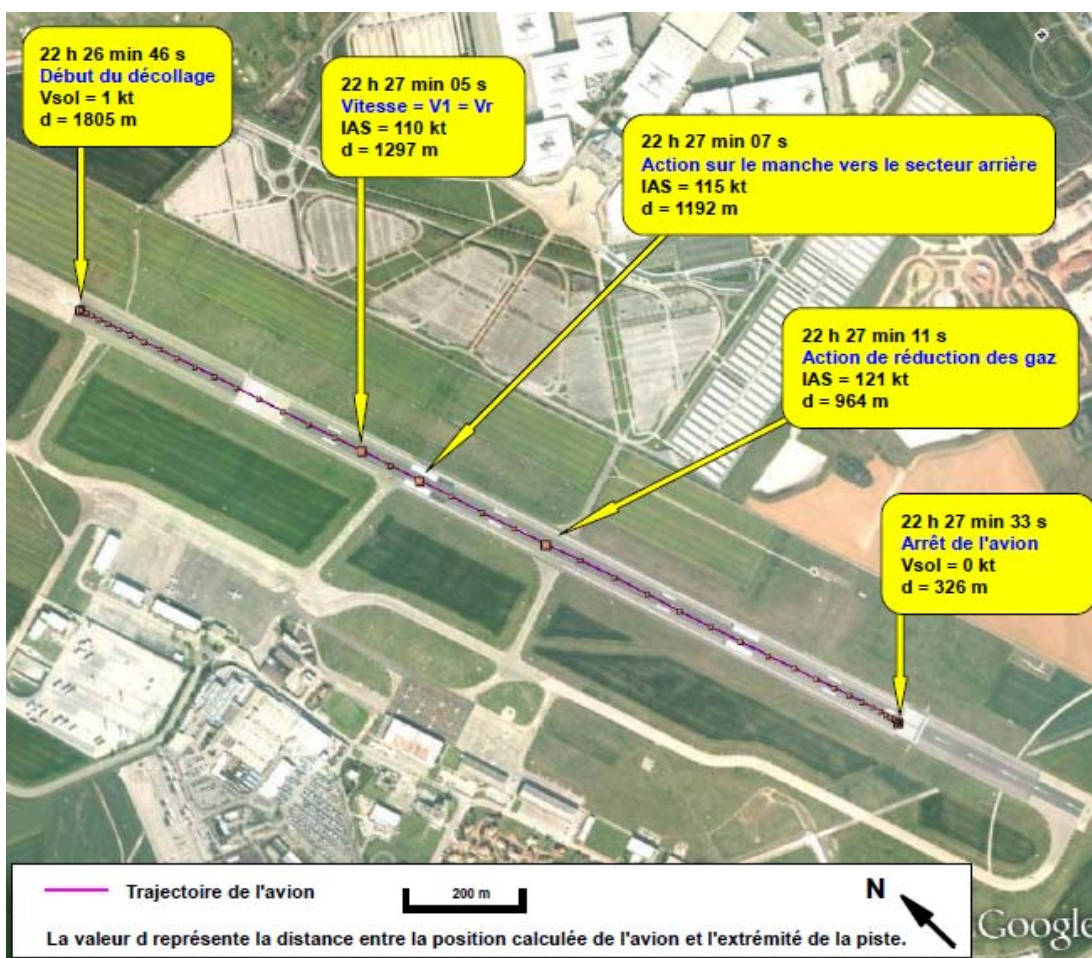 22 h 26 min 46 s
Début du décollage
Vsol = 1 kt
d = 1805 m
22 h 27 min 05 s
Vitesse = V1 = Vr
IAS = 110 kt
d = 1297 m
22 h 27 min 07 s
Action sur le manche vers le secteur arrière
IAS = 115 kt
d = 1192 m
22 h 27 min 11 s
Action de réduction des gaz
IAS = 121 kt
d = 964 m
22 h 27 min 33 s
Arrêt de l'avion
Vsol = 0 kt
d = 326 m
Trajectoire de l'avion
200 m
N
La valeur d représente la distance entre la position calculée de l'avion et l'extrémité de la piste.
Google